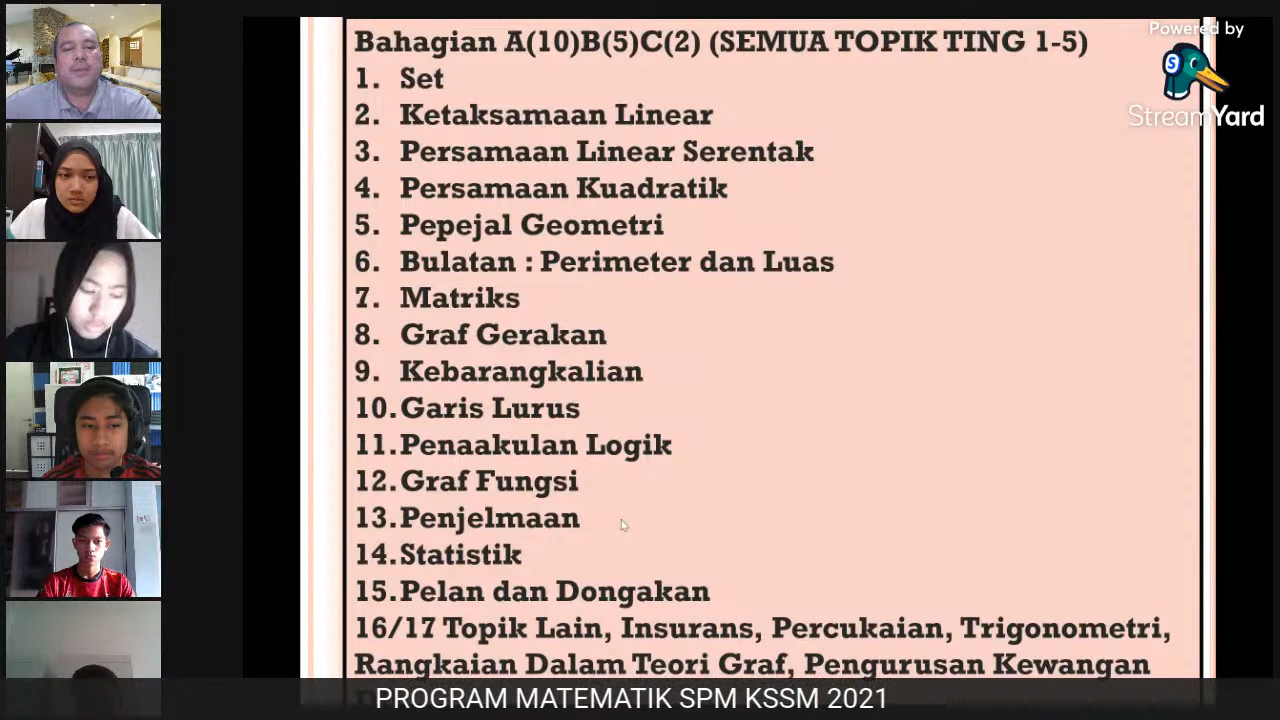 Bahagian A(10)B(5)C(2) (SEMUA TOPIK TING 1-5)
1. Set
2. Ketaksamaan Linear
3. Persamaan Linear Serentak
4. Persamaan Kuadratik
5. Pepejal Geometri
6. Bulatan : Perimeter dan Luas
7. Matriks
8. Graf Gerakan
9. Kebarangkalian
10. Garis Lurus
11. Penaakulan Logik
12. Graf Fungsi
13. Penjelmaan
14. Statistik
15. Pelan dan Dongakan
16/17 Topik Lain, Insurans, Percukaian, Trigonometri,
Rangkaian Dalam Teori Graf, Pengurusan Kewangan
PROGRAM MATEMATIK SPM KSSM 2021
Powered by
S
StreamYard